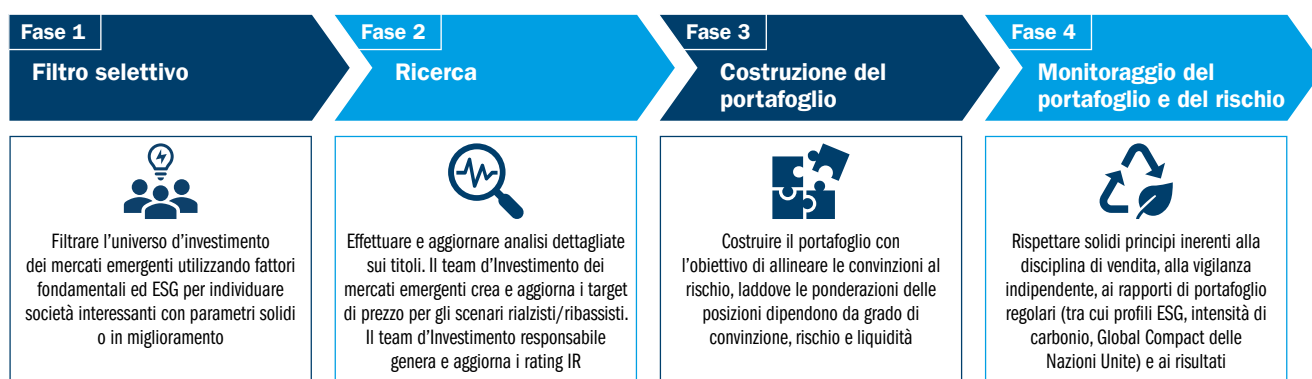 Fase 1
Filtro selettivo
Filtrare l’universo d’investimento
dei mercati emergenti utilizzando fattori
fondamentali ed ESG per individuare
società interessanti con parametri solidi
o in miglioramento
Fase 2
Ricerca
Effettuare e aggiornare analisi dettagliate
sui titoli. Il team d’Investimento dei
mercati emergenti crea e aggiorna i target
di prezzo per gli scenari rialzisti/ribassisti.
Il team d’Investimento responsabile
genera e aggiorna i rating IR
Fase 3
Costruzione del
portafoglio
Costruire il portafoglio con
l’obiettivo di allineare le convinzioni al
rischio, laddove le ponderazioni delle
posizioni dipendono da grado di
convinzione, rischio e liquidità
Fase 4
Monitoraggio del
portafoglio e del rischio
Rispettare solidi principi inerenti alla
disciplina di vendita, alla vigilanza
indipendente, ai rapporti di portafoglio
regolari (tra cui profili ESG, intensità di
carbonio, Global Compact delle
Nazioni Unite) e ai risultati